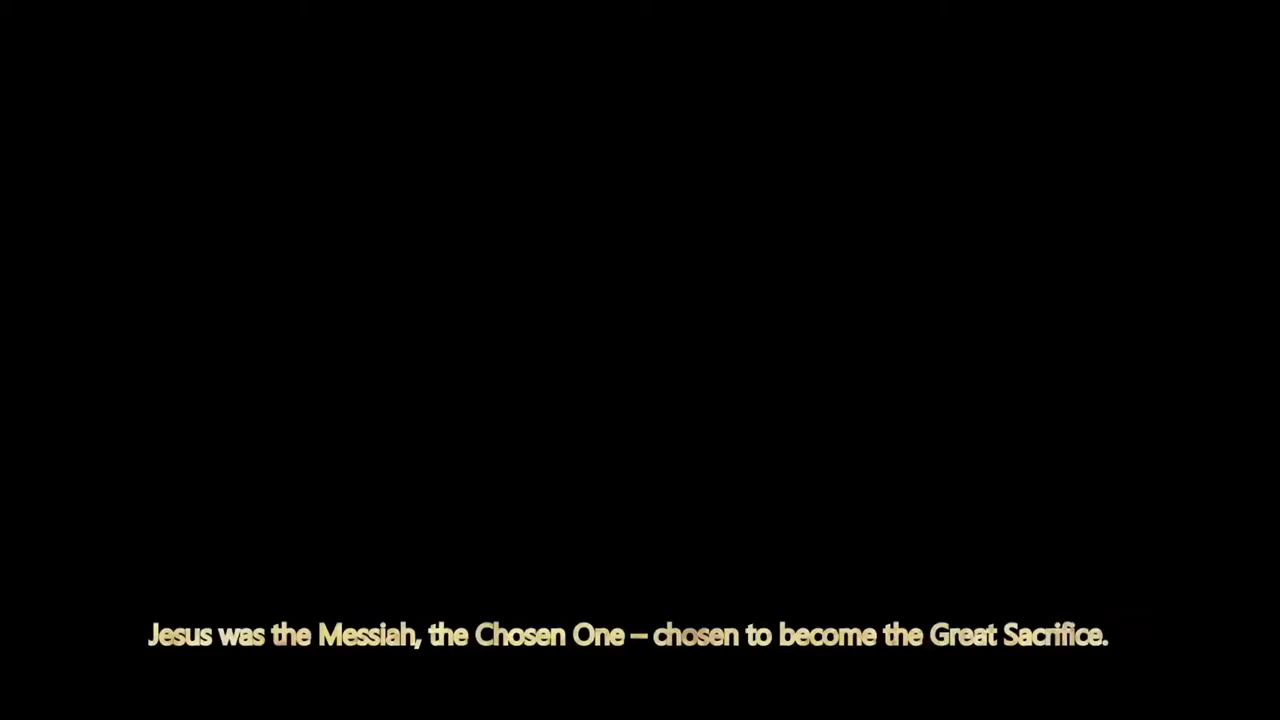 Jesus was the Messiah, the Chosen One – chosen to become the Great Sacrifice.